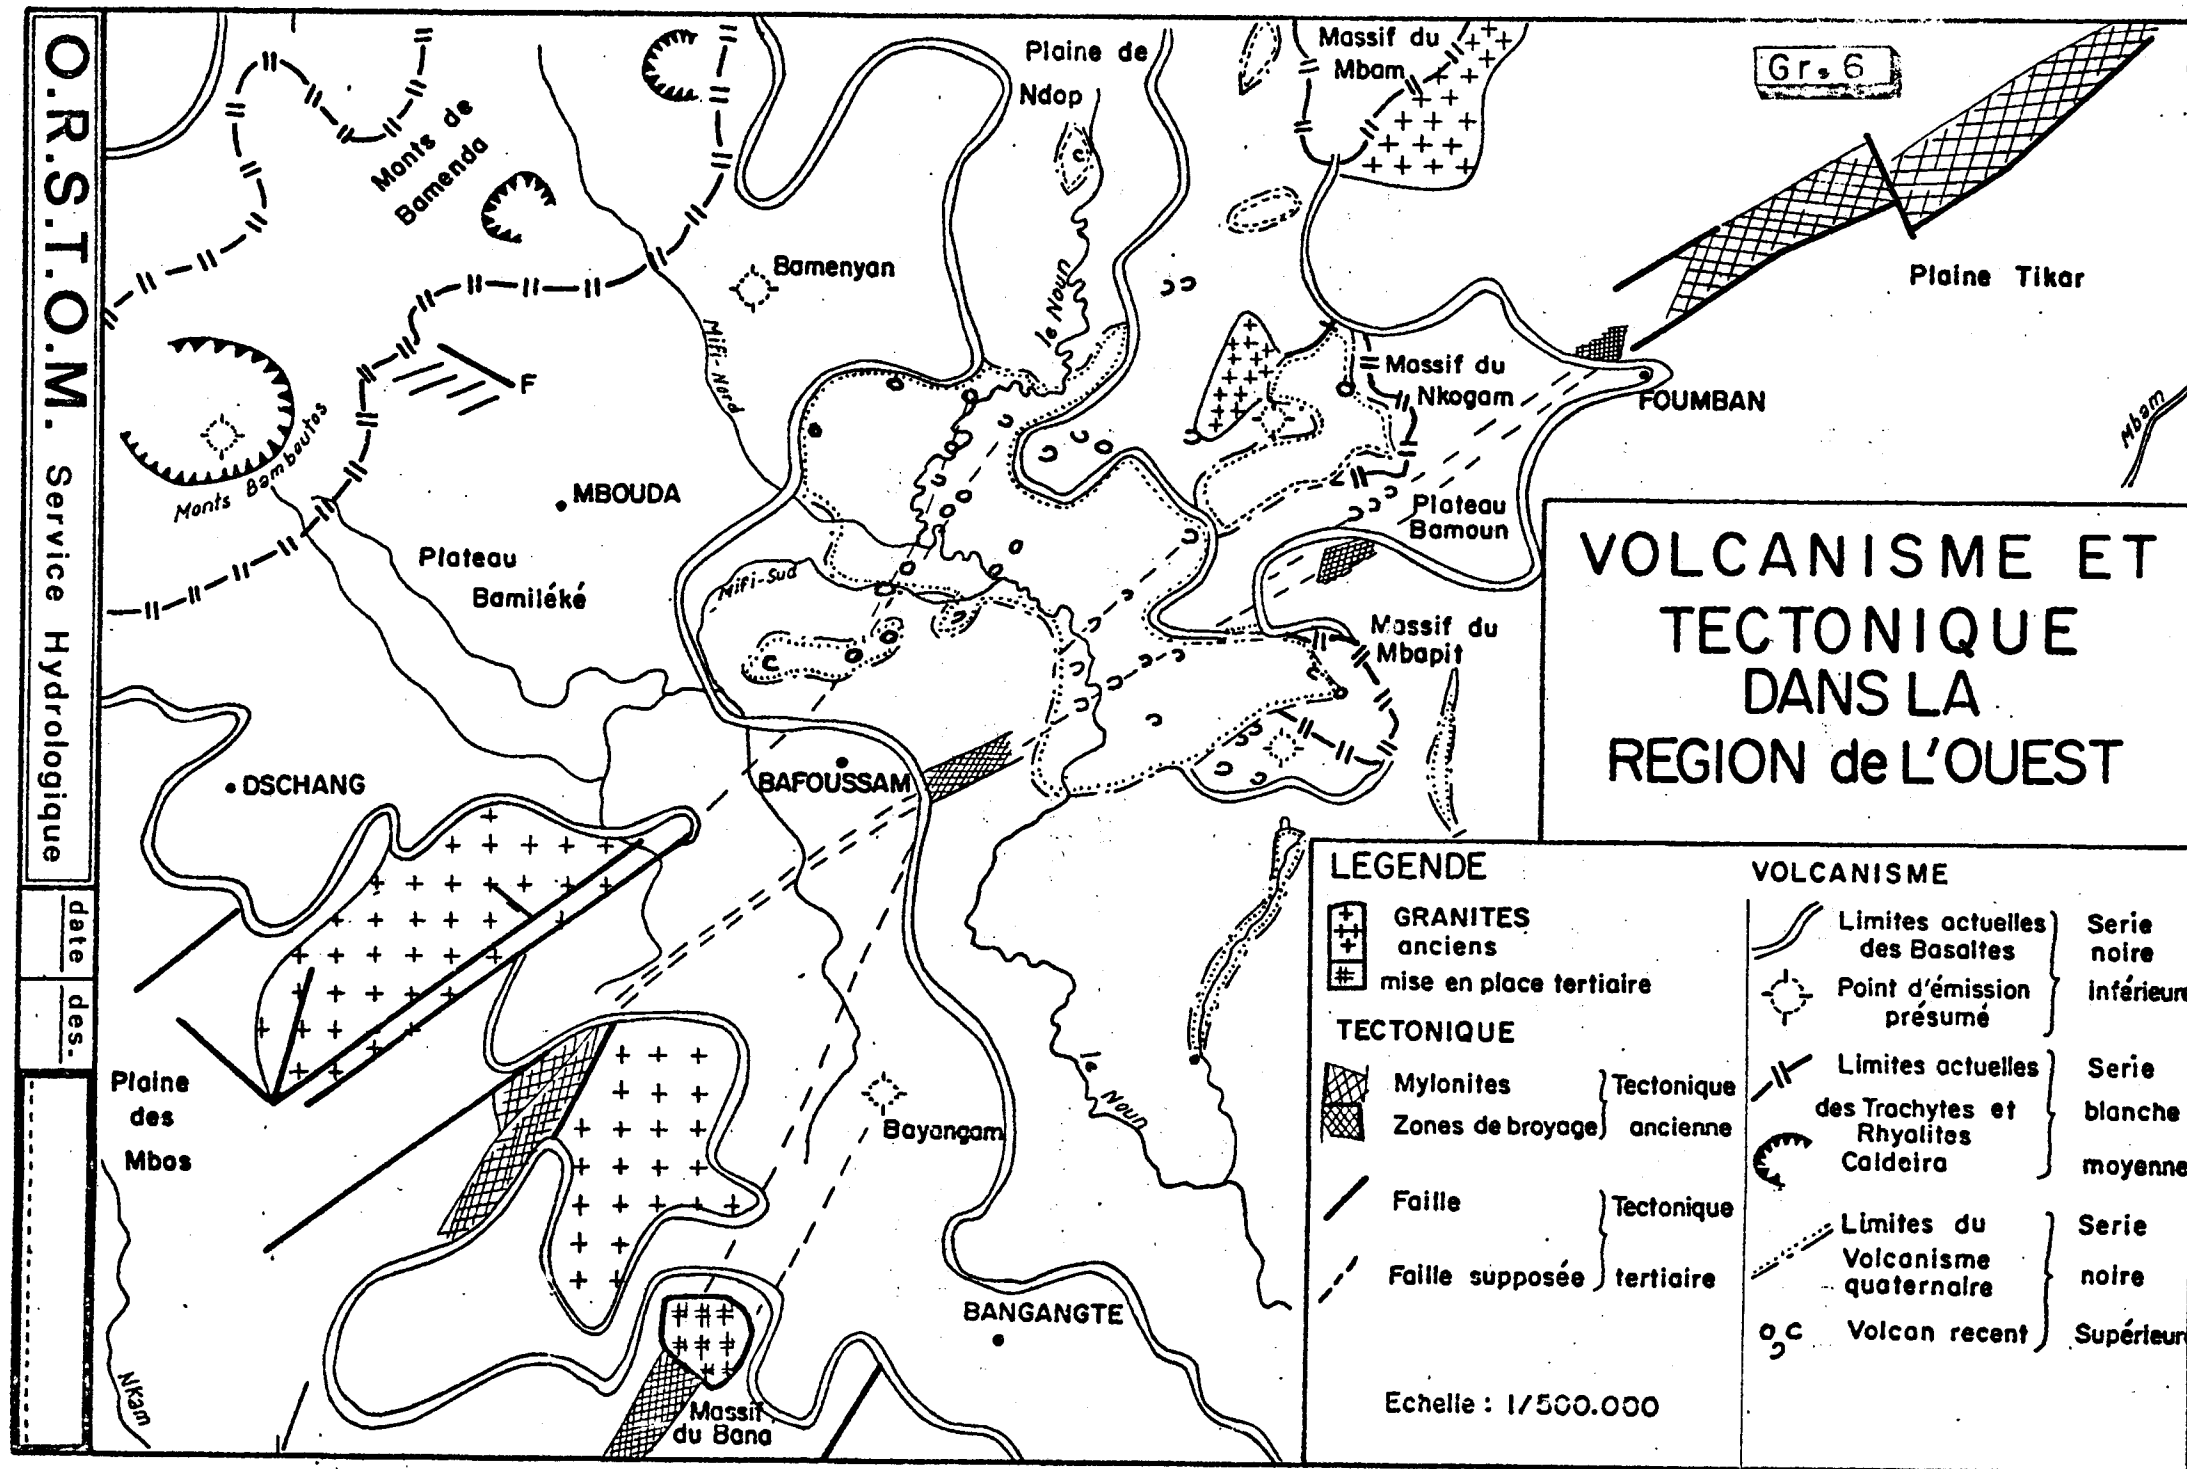 O.R.S.T.O.M. Service Hydrologique
date
des.
Gr. 6
Plaine de
Ndop
Massif du
Mbam
Monts de
Bamenda
Bamenyan
le Noun
Mifi-Nord
Plaine Tikar
Massif du
Nkogam
FOUMBAN
Mbam
F
Monts Bamboutos
MBOUDA
Plateau
Bamoun
Plateau
Bamiléké
Mifi-Sud
Massif du
Mbapit
DSCHANG
BAFOUSSAM
Plaine
des
Mbos
le Noun
Bayangam
BANGANGTE
Nkam
Massif
du Bana
VOLCANISME ET
TECTONIQUE
DANS LA
REGION de L'OUEST
LEGENDE
GRANITES
anciens
mise en place tertiaire
TECTONIQUE
Mylonites
Zones de broyage
Tectonique
ancienne
Faille
Faille supposée
Tectonique
tertiaire
Echelle : 1/500.000
VOLCANISME
Limites actuelles
des Basaltes
Point d'émission
présumé
Serie
noire
inférieure
Limites actuelles
des Trachytes et
Rhyolites
Caldeira
Serie
blanche
moyenne
Limites du
Volcanisme
quaternaire
Volcan recent
Serie
noire
Supérieur